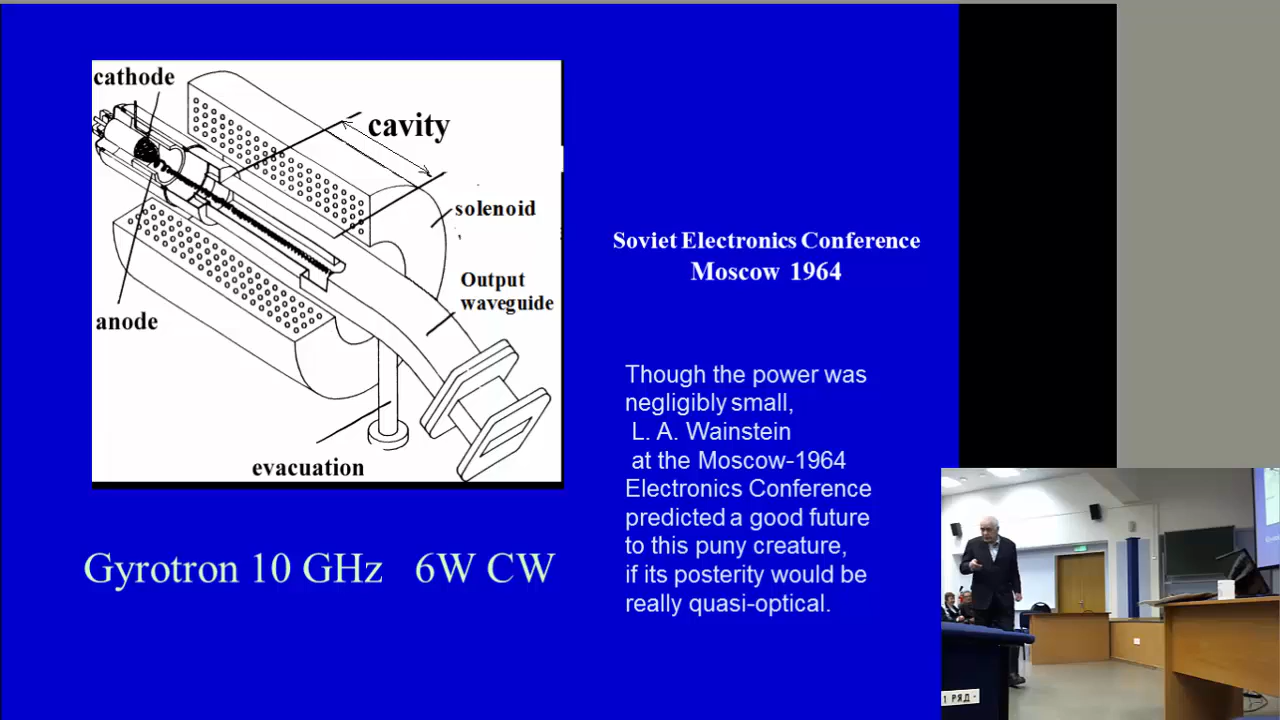 cathode
cavity
solenoid
Output
waveguide
anode
evacuation
Gyrotron 10 GHz 6W CW
Soviet Electronics Conference
Moscow 1964
Though the power was
negligibly small,
L. A. Wainstein
at the Moscow-1964
Electronics Conference
predicted a good future
to this puny creature,
if its posterity would be
really quasi-optical.
1 РЯД -